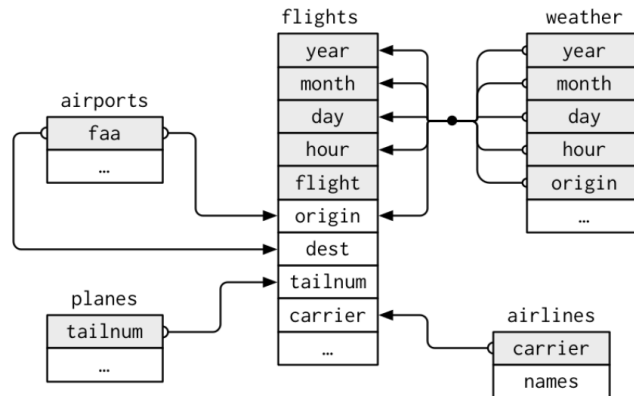 flights
year
month
day
hour
flight
origin
dest
tailnum
carrier
…
weather
year
month
day
hour
origin
…
airports
faa
…
planes
tailnum
…
airlines
carrier
names